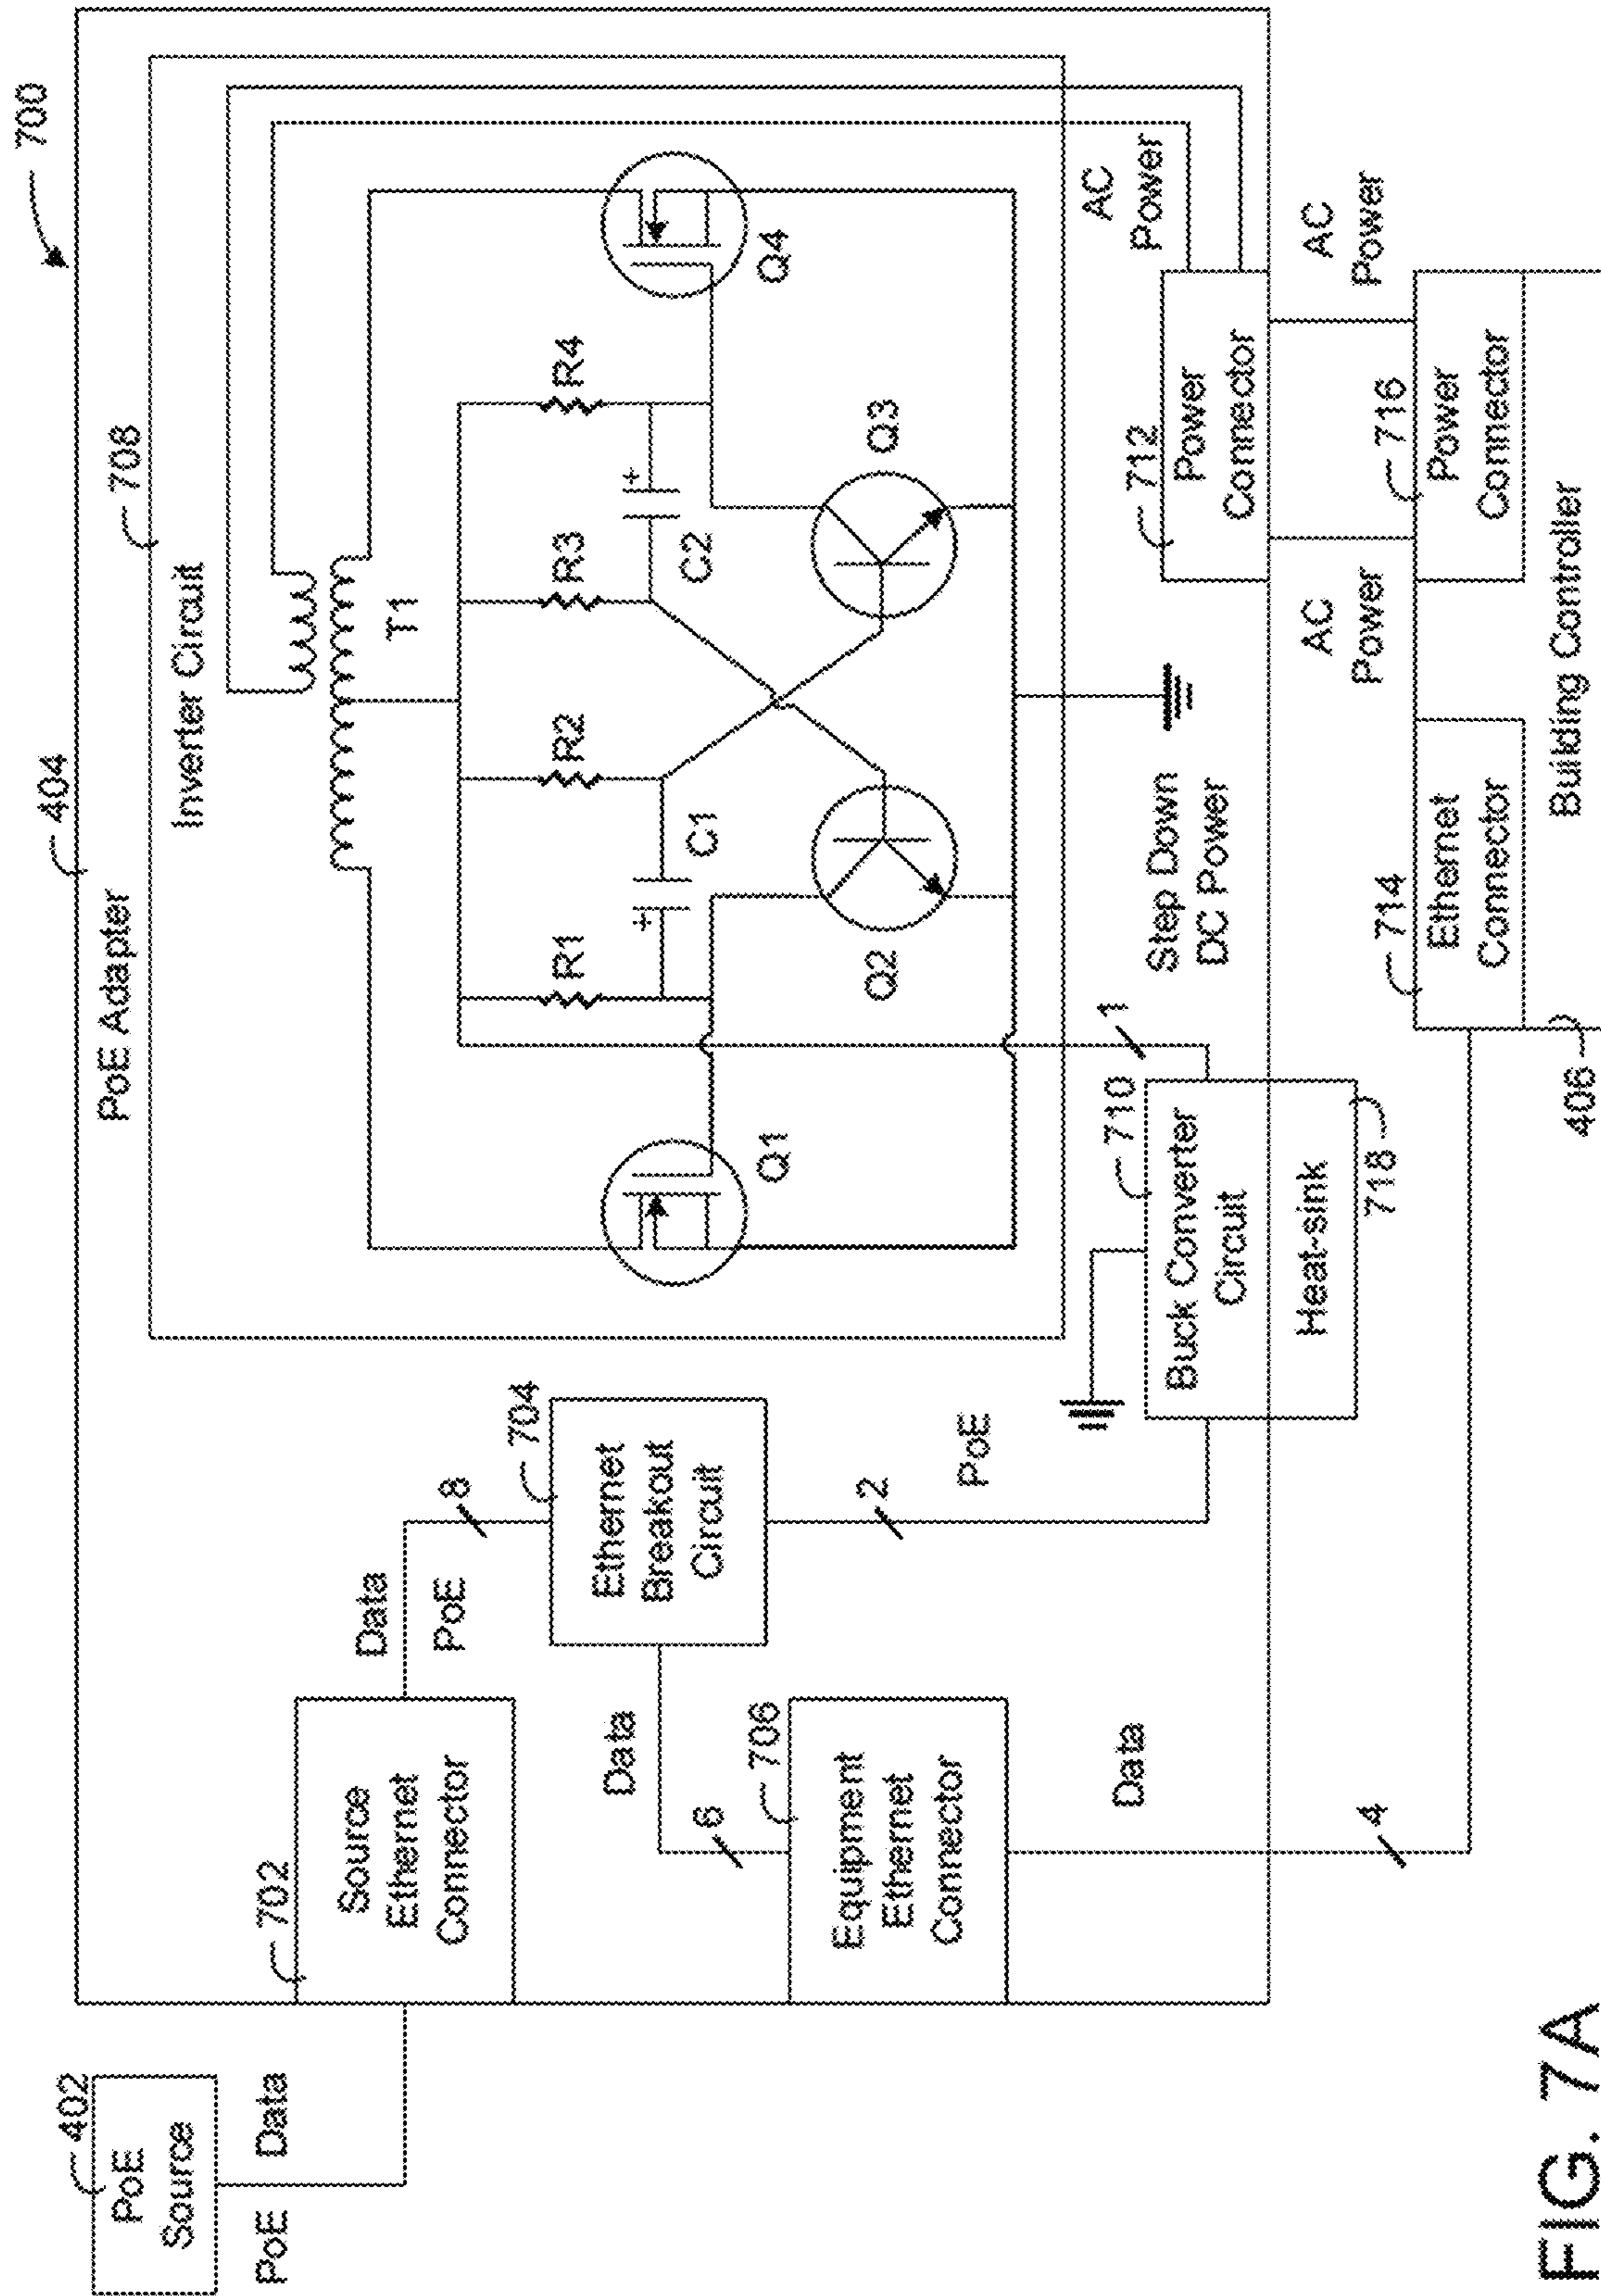 700
404
PoE Adapter
708
Inverter Circuit
402
PoE
Source
PoE
Data
702
Source
Ethernet
Connector
Data
PoE
8
704
Ethernet
Breakout
Circuit
Data
6
706
Equipment
Ethernet
Connector
2
PoE
T1
R1
R2
R3
R4
C1
+
C2
+
Q1
Q2
Q3
Q4
1
Step Down
DC Power
710
Buck Converter
Circuit
Heat-sink
718
AC
Power
712
Power
Connector
Data
4
AC
Power
AC
Power
714
Ethernet
Connector
716
Power
Connector
406
Building Controller
FIG. 7A